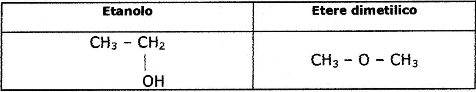 Etanolo
Etere dimetilico
CH₃ – CH₂
|
OH
CH₃ – O – CH₃